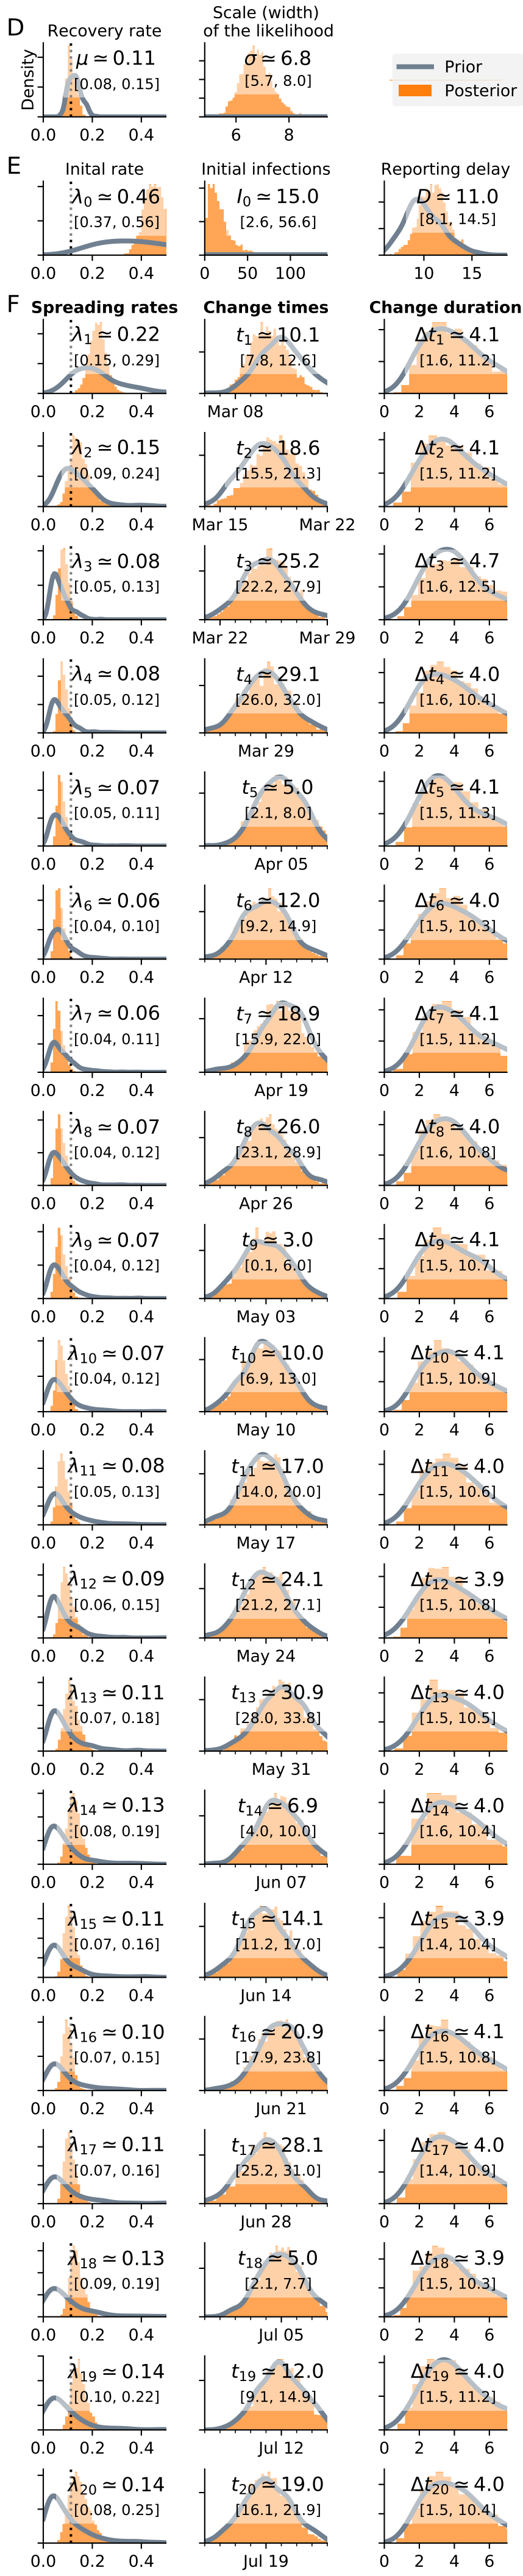 D
Recovery rate
Scale (width)
of the likelihood
Density
μ ≃ 0.11
[0.08, 0.15]
σ ≃ 6.8
[5.7, 8.0]
Prior
Posterior
0.0 0.2 0.4
6 8
E
Inital rate
Initial infections
Reporting delay
λ0 ≃ 0.46
[0.37, 0.56]
I0 ≃ 15.0
[2.6, 56.6]
D ≃ 11.0
[8.1, 14.5]
0.0 0.2 0.4
0 50 100
10 15
F
Spreading rates
Change times
Change duration
λ1 ≃ 0.22
[0.15, 0.29]
t1 ≃ 10.1
[7.8, 12.6]
Δt1 ≃ 4.1
[1.6, 11.2]
0.0 0.2 0.4
Mar 08
0 2 4 6
λ2 ≃ 0.15
[0.09, 0.24]
t2 ≃ 18.6
[15.5, 21.3]
Δt2 ≃ 4.1
[1.5, 11.2]
0.0 0.2 0.4
Mar 15 Mar 22
0 2 4 6
λ3 ≃ 0.08
[0.05, 0.13]
t3 ≃ 25.2
[22.2, 27.9]
Δt3 ≃ 4.7
[1.6, 12.5]
0.0 0.2 0.4
Mar 22 Mar 29
0 2 4 6
λ4 ≃ 0.08
[0.05, 0.12]
t4 ≃ 29.1
[26.0, 32.0]
Δt4 ≃ 4.0
[1.6, 10.4]
0.0 0.2 0.4
Mar 29
0 2 4 6
λ5 ≃ 0.07
[0.05, 0.11]
t5 ≃ 5.0
[2.1, 8.0]
Δt5 ≃ 4.1
[1.5, 11.3]
0.0 0.2 0.4
Apr 05
0 2 4 6
λ6 ≃ 0.06
[0.04, 0.10]
t6 ≃ 12.0
[9.2, 14.9]
Δt6 ≃ 4.0
[1.5, 10.3]
0.0 0.2 0.4
Apr 12
0 2 4 6
λ7 ≃ 0.06
[0.04, 0.11]
t7 ≃ 18.9
[15.9, 22.0]
Δt7 ≃ 4.1
[1.5, 11.2]
0.0 0.2 0.4
Apr 19
0 2 4 6
λ8 ≃ 0.07
[0.04, 0.12]
t8 ≃ 26.0
[23.1, 28.9]
Δt8 ≃ 4.0
[1.6, 10.8]
0.0 0.2 0.4
Apr 26
0 2 4 6
λ9 ≃ 0.07
[0.04, 0.12]
t9 ≃ 3.0
[0.1, 6.0]
Δt9 ≃ 4.1
[1.5, 10.7]
0.0 0.2 0.4
May 03
0 2 4 6
λ10 ≃ 0.07
[0.04, 0.12]
t10 ≃ 10.0
[6.9, 13.0]
Δt10 ≃ 4.1
[1.5, 10.9]
0.0 0.2 0.4
May 10
0 2 4 6
λ11 ≃ 0.08
[0.05, 0.13]
t11 ≃ 17.0
[14.0, 20.0]
Δt11 ≃ 4.0
[1.5, 10.6]
0.0 0.2 0.4
May 17
0 2 4 6
λ12 ≃ 0.09
[0.06, 0.15]
t12 ≃ 24.1
[21.2, 27.1]
Δt12 ≃ 3.9
[1.5, 10.8]
0.0 0.2 0.4
May 24
0 2 4 6
λ13 ≃ 0.11
[0.07, 0.18]
t13 ≃ 30.9
[28.0, 33.8]
Δt13 ≃ 4.0
[1.5, 10.5]
0.0 0.2 0.4
May 31
0 2 4 6
λ14 ≃ 0.13
[0.08, 0.19]
t14 ≃ 6.9
[4.0, 10.0]
Δt14 ≃ 4.0
[1.6, 10.4]
0.0 0.2 0.4
Jun 07
0 2 4 6
λ15 ≃ 0.11
[0.07, 0.16]
t15 ≃ 14.1
[11.2, 17.0]
Δt15 ≃ 3.9
[1.4, 10.4]
0.0 0.2 0.4
Jun 14
0 2 4 6
λ16 ≃ 0.10
[0.07, 0.15]
t16 ≃ 20.9
[17.9, 23.8]
Δt16 ≃ 4.1
[1.5, 10.8]
0.0 0.2 0.4
Jun 21
0 2 4 6
λ17 ≃ 0.11
[0.07, 0.16]
t17 ≃ 28.1
[25.2, 31.0]
Δt17 ≃ 4.0
[1.4, 10.9]
0.0 0.2 0.4
Jun 28
0 2 4 6
λ18 ≃ 0.13
[0.09, 0.19]
t18 ≃ 5.0
[2.1, 7.7]
Δt18 ≃ 3.9
[1.5, 10.3]
0.0 0.2 0.4
Jul 05
0 2 4 6
λ19 ≃ 0.14
[0.10, 0.22]
t19 ≃ 12.0
[9.1, 14.9]
Δt19 ≃ 4.0
[1.5, 11.2]
0.0 0.2 0.4
Jul 12
0 2 4 6
λ20 ≃ 0.14
[0.08, 0.25]
t20 ≃ 19.0
[16.1, 21.9]
Δt20 ≃ 4.0
[1.5, 10.4]
0.0 0.2 0.4
Jul 19
0 2 4 6